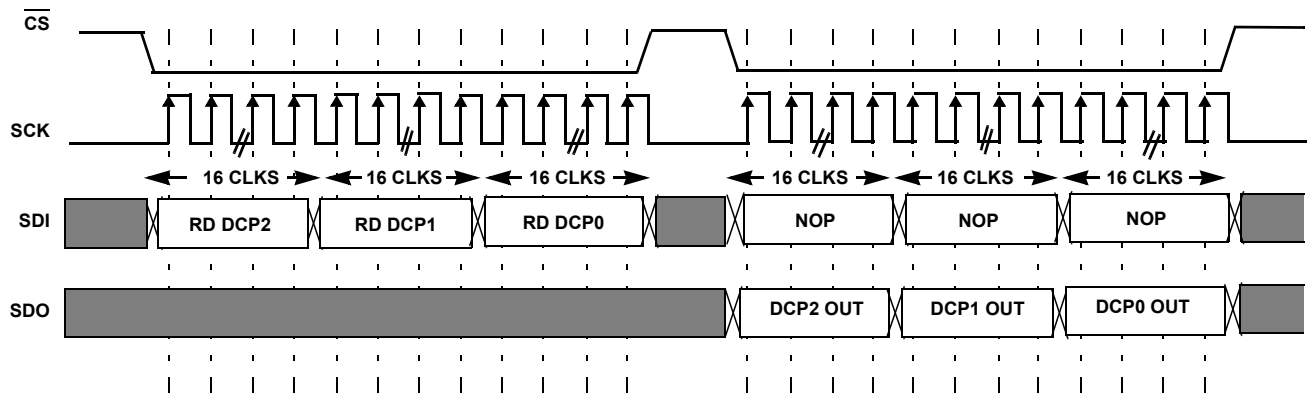 CS
SCK
16 CLKS 16 CLKS 16 CLKS 16 CLKS 16 CLKS 16 CLKS
SDI RD DCP2 RD DCP1 RD DCP0 NOP NOP NOP
SDO DCP2 OUT DCP1 OUT DCP0 OUT